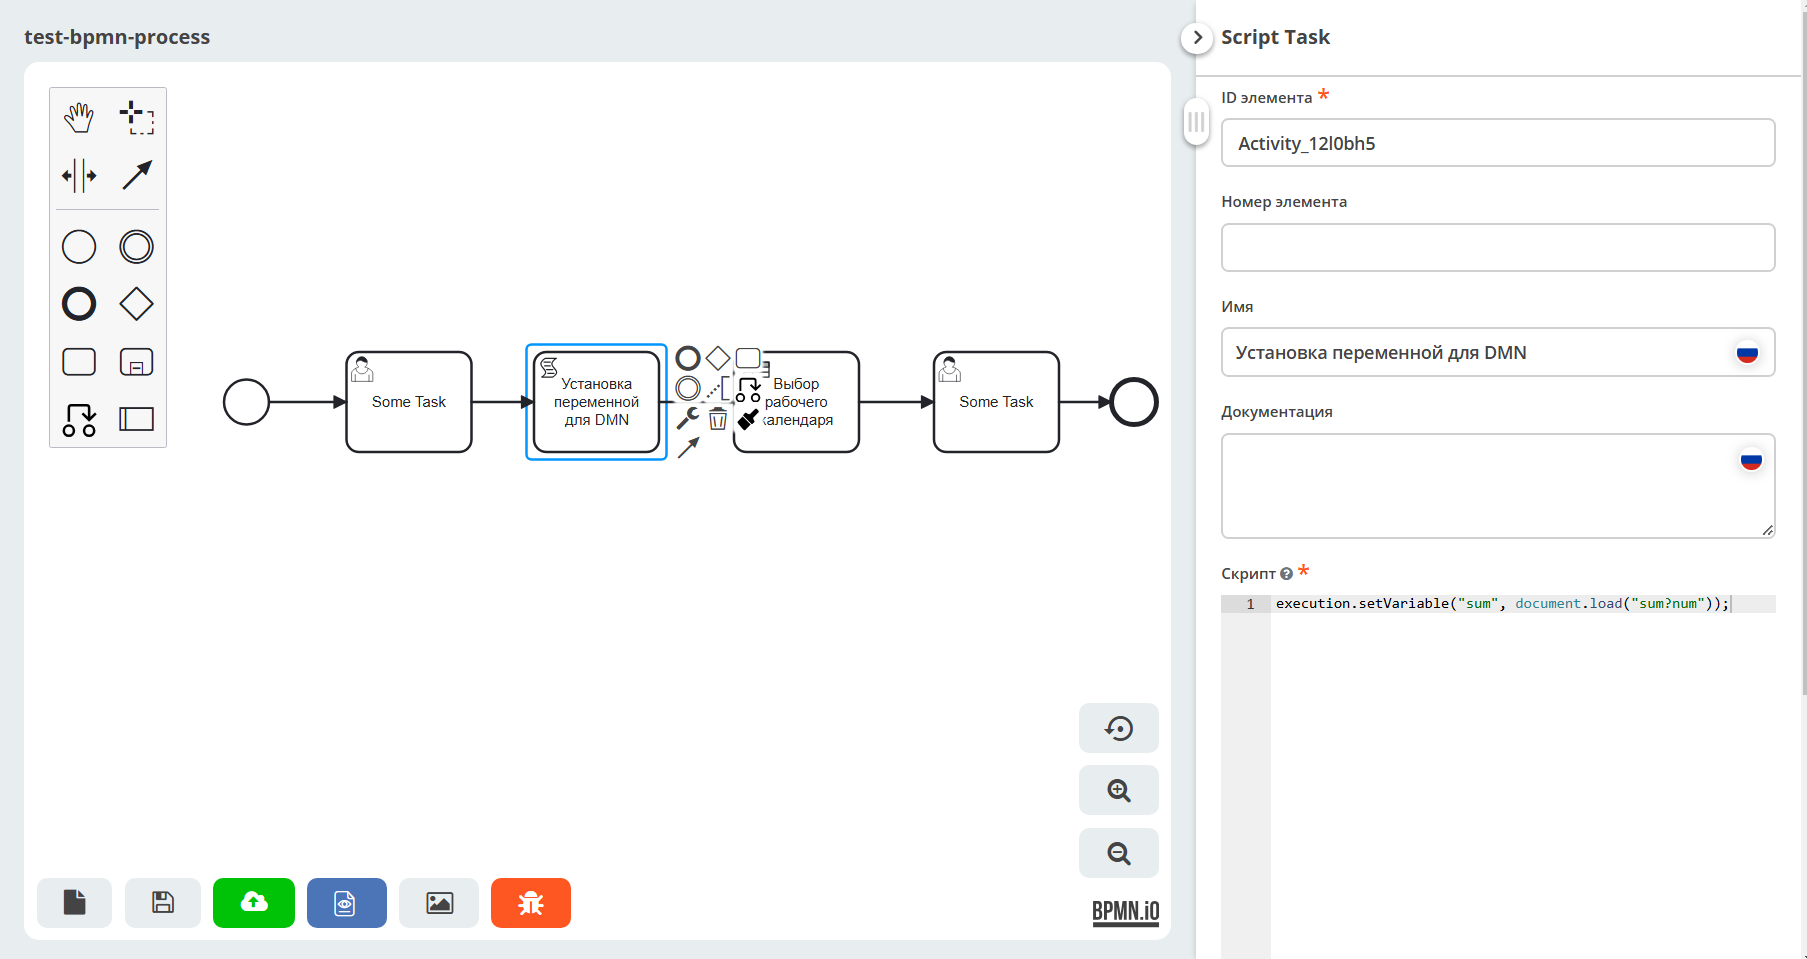 test-bpmn-process
Some Task
Установка
переменной
для DMN
Выбор
рабочего
календаря
Some Task
BPMN.iO
Script Task
ID элемента *
Activity_12l0bh5
Номер элемента
Имя
Установка переменной для DMN
Документация
Скрипт ? *
1 execution.setVariable("sum", document.load("sum?num"));